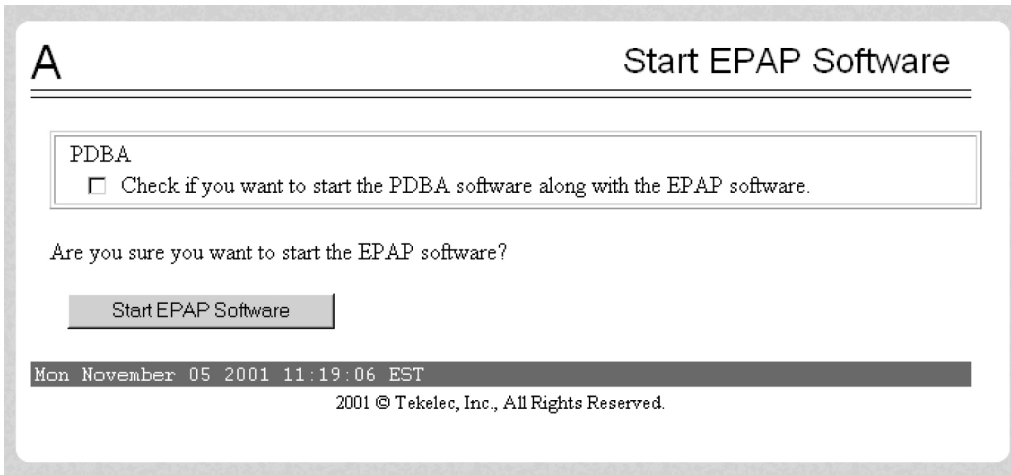 A
Start EPAP Software
PDBA
Check if you want to start the PDBA software along with the EPAP software.
Are you sure you want to start the EPAP software?
Start EPAP Software
Mon November 05 2001 11:19:06 EST
2001 © Tekelec, Inc., All Rights Reserved.